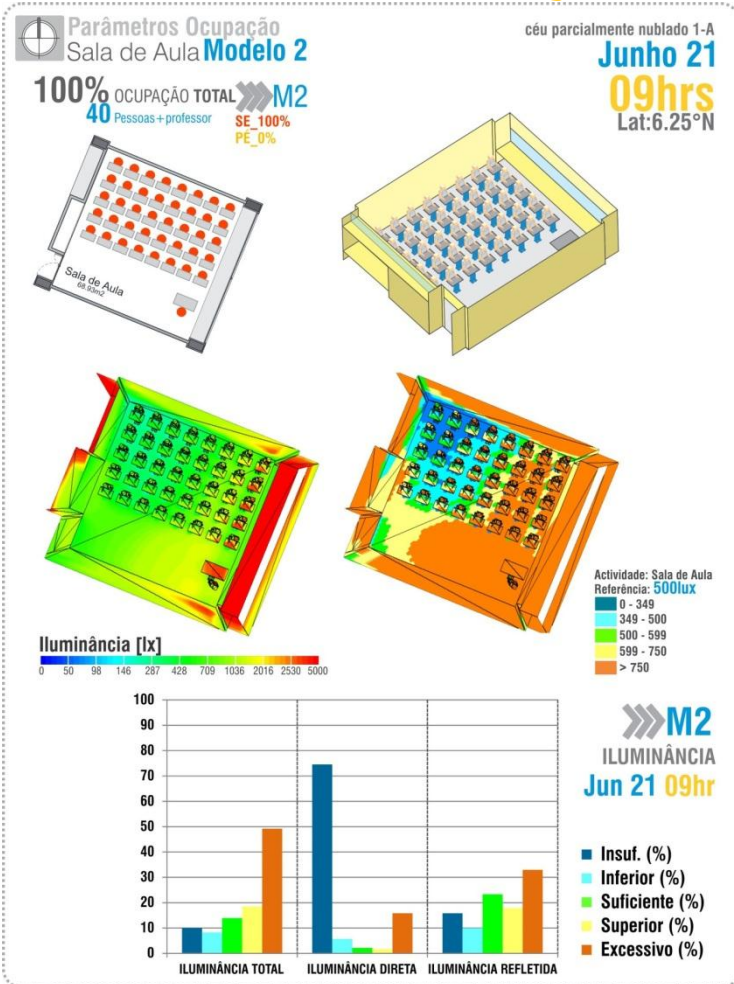 Parâmetros Ocupação
Sala de Aula Modelo 2
100% OCUPAÇÃO TOTAL M2
40 Pessoas+professor
SE_100%
PÉ_0%
céu parcialmente nublado 1-A
Junho 21
09hrs
Lat:6.25°N
Sala de Aula
68.93m2
Actividade: Sala de Aula
Referência: 500lux
0 - 349
349 - 500
500 - 599
599 - 750
> 750
Iluminância [lx]
0 50 98 146 287 428 709 1036 2016 2530 5000
M2
ILUMINÂNCIA
Jun 21 09hr
100
90
80
70
60
50
40
30
20
10
0
ILUMINÂNCIA TOTAL ILUMINÂNCIA DIRETA ILUMINÂNCIA REFLETIDA
Insuf. (%)
Inferior (%)
Suficiente (%)
Superior (%)
Excessivo (%)